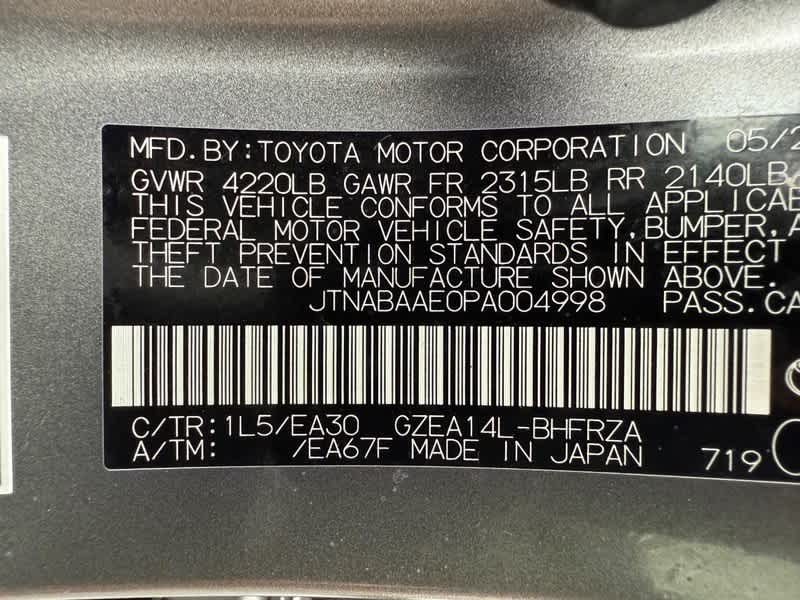 MFD.BY:TOYOTA MOTOR CORPORATION 05/2
GVWR 4220LB GAWR FR 2315LB RR 2140LB
THIS VEHICLE CONFORMS TO ALL APPLICAB
FEDERAL MOTOR VEHICLE SAFETY,BUMPER,A
THEFT PREVENTION STANDARDS IN EFFECT
THE DATE OF MANUFACTURE SHOWN ABOVE.
JTNABAAE0PA004998 PASS.CA
C/TR:1L5/EA30 GZEA14L-BHFRZA
A/TM: /EA67F MADE IN JAPAN 719